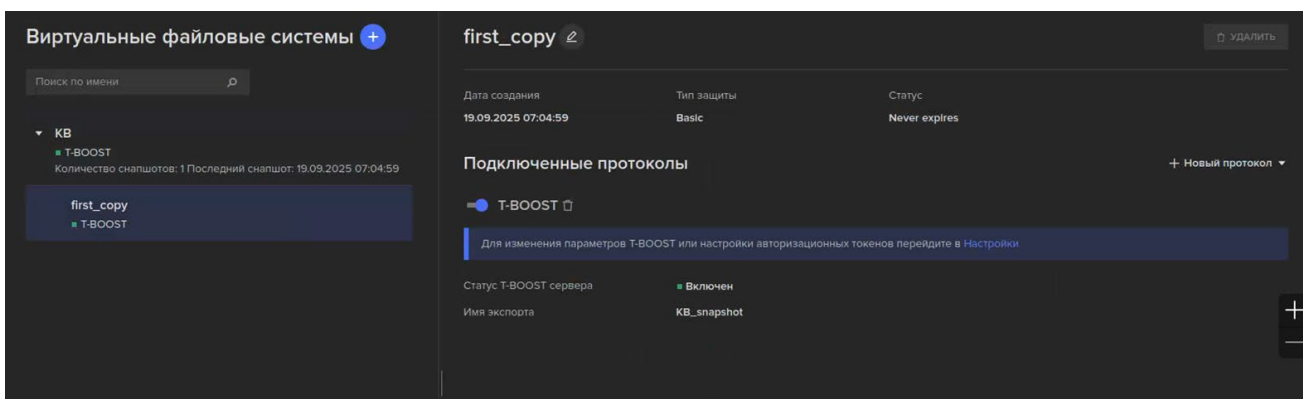 Виртуальные файловые системы
Поиск по имени
КВ
T-BOOST
Количество снапшотов: 1 Последний снапшот: 19.09.2025 07:04:59
first_copy
T-BOOST
first_copy
УДАЛИТЬ
Дата создания
Тип защиты
Статус
19.09.2025 07:04:59
Basic
Never expires
Подключенные протоколы
+ Новый протокол
T-BOOST
Для изменения параметров T-BOOST или настройки авторизационных токенов перейдите в Настройки
Статус T-BOOST сервера
Включен
Имя экспорта
KB_snapshot